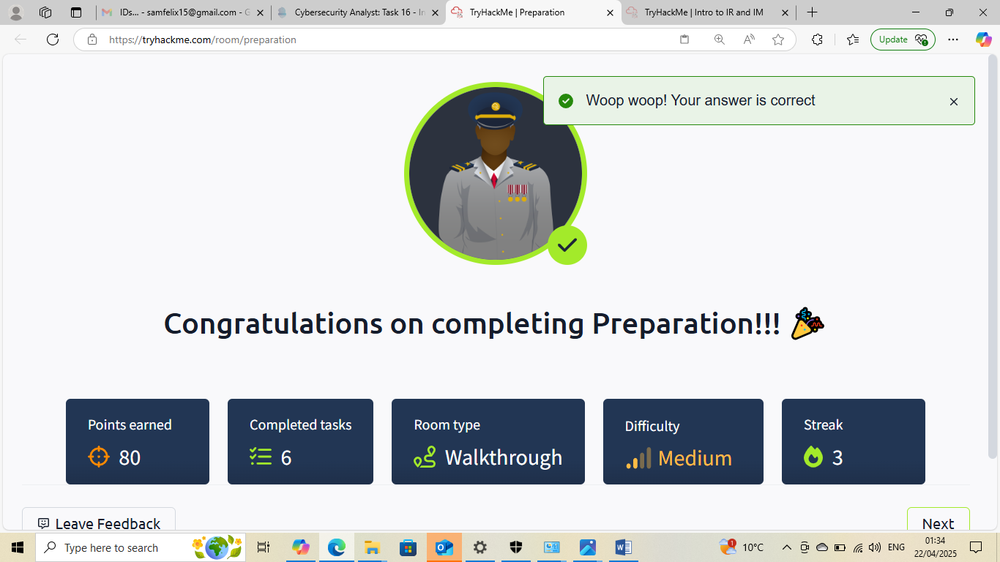 IDs... - samfelix15@gmail.com - G
Cybersecurity Analyst: Task 16 - In
TryHackMe | Preparation
TryHackMe | Intro to IR and IM
https://tryhackme.com/room/preparation
Update
Woop woop! Your answer is correct
Congratulations on completing Preparation!!!
Points earned
80
Completed tasks
6
Room type
Walkthrough
Difficulty
Medium
Streak
3
Leave Feedback
Next
Type here to search
1
10°C
ENG
01:34
22/04/2025